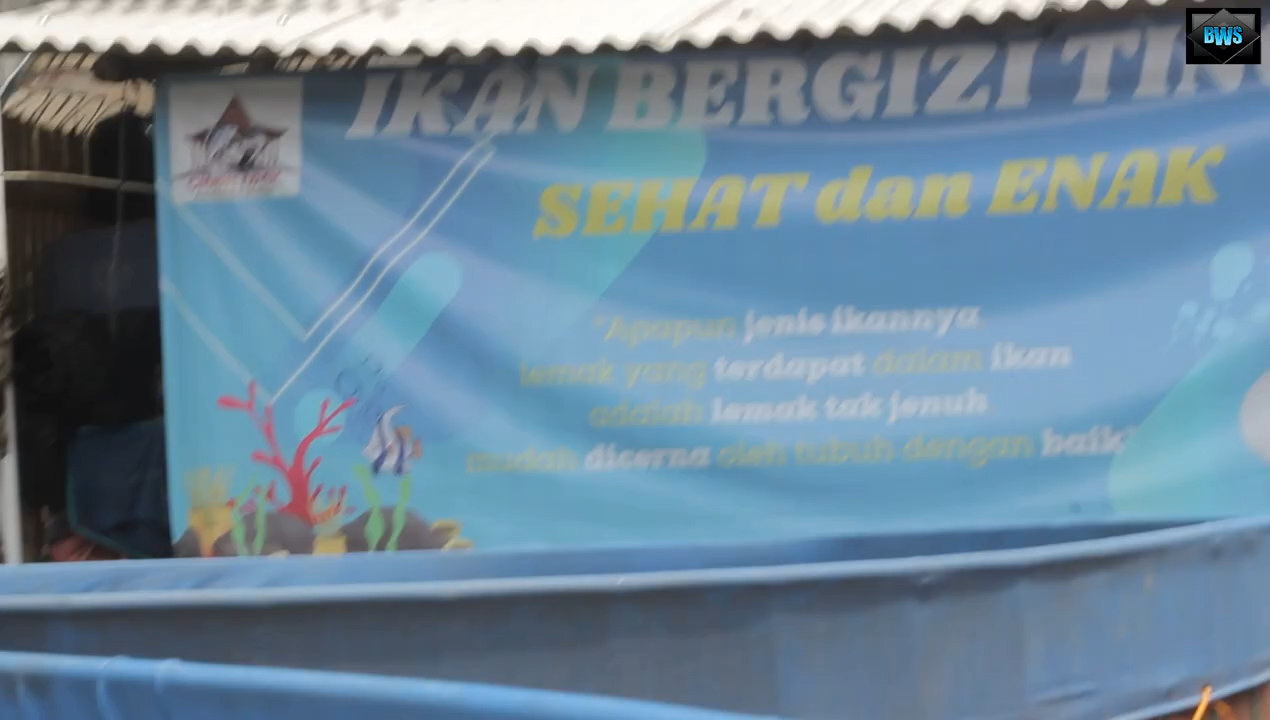 BWS
IKAN BERGIZI TIN
SEHAT dan ENAK
"Apapun jenis ikannya
lemak yang terdapat dalam ikan
adalah lemak tak jenuh
mudah dicerna oleh tubuh dengan baik"